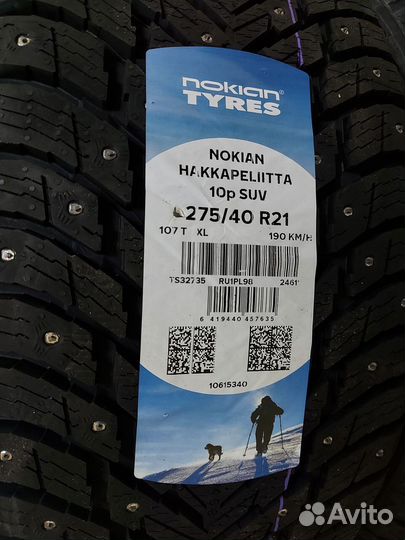 nokian®
TYRES
NOKIAN
HAKKAPELIITTA
10p SUV
275/40 R21
107 T XL 190 KM/H
TS32735 RU1PL98 24611
6 419440 457635
10615340
Avito